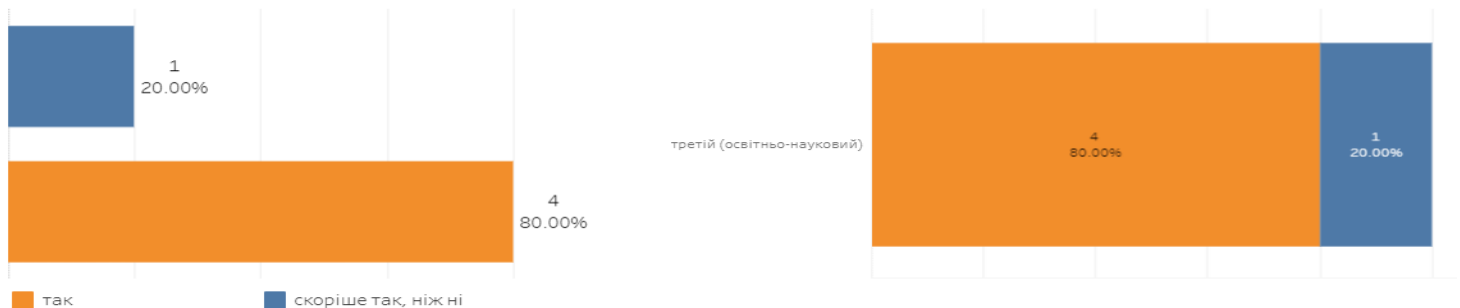 1
20.00%
4
80.00%
третій (освітньо-науковий)
4
80.00%
1
20.00%
так
скоріше так, ніж ні